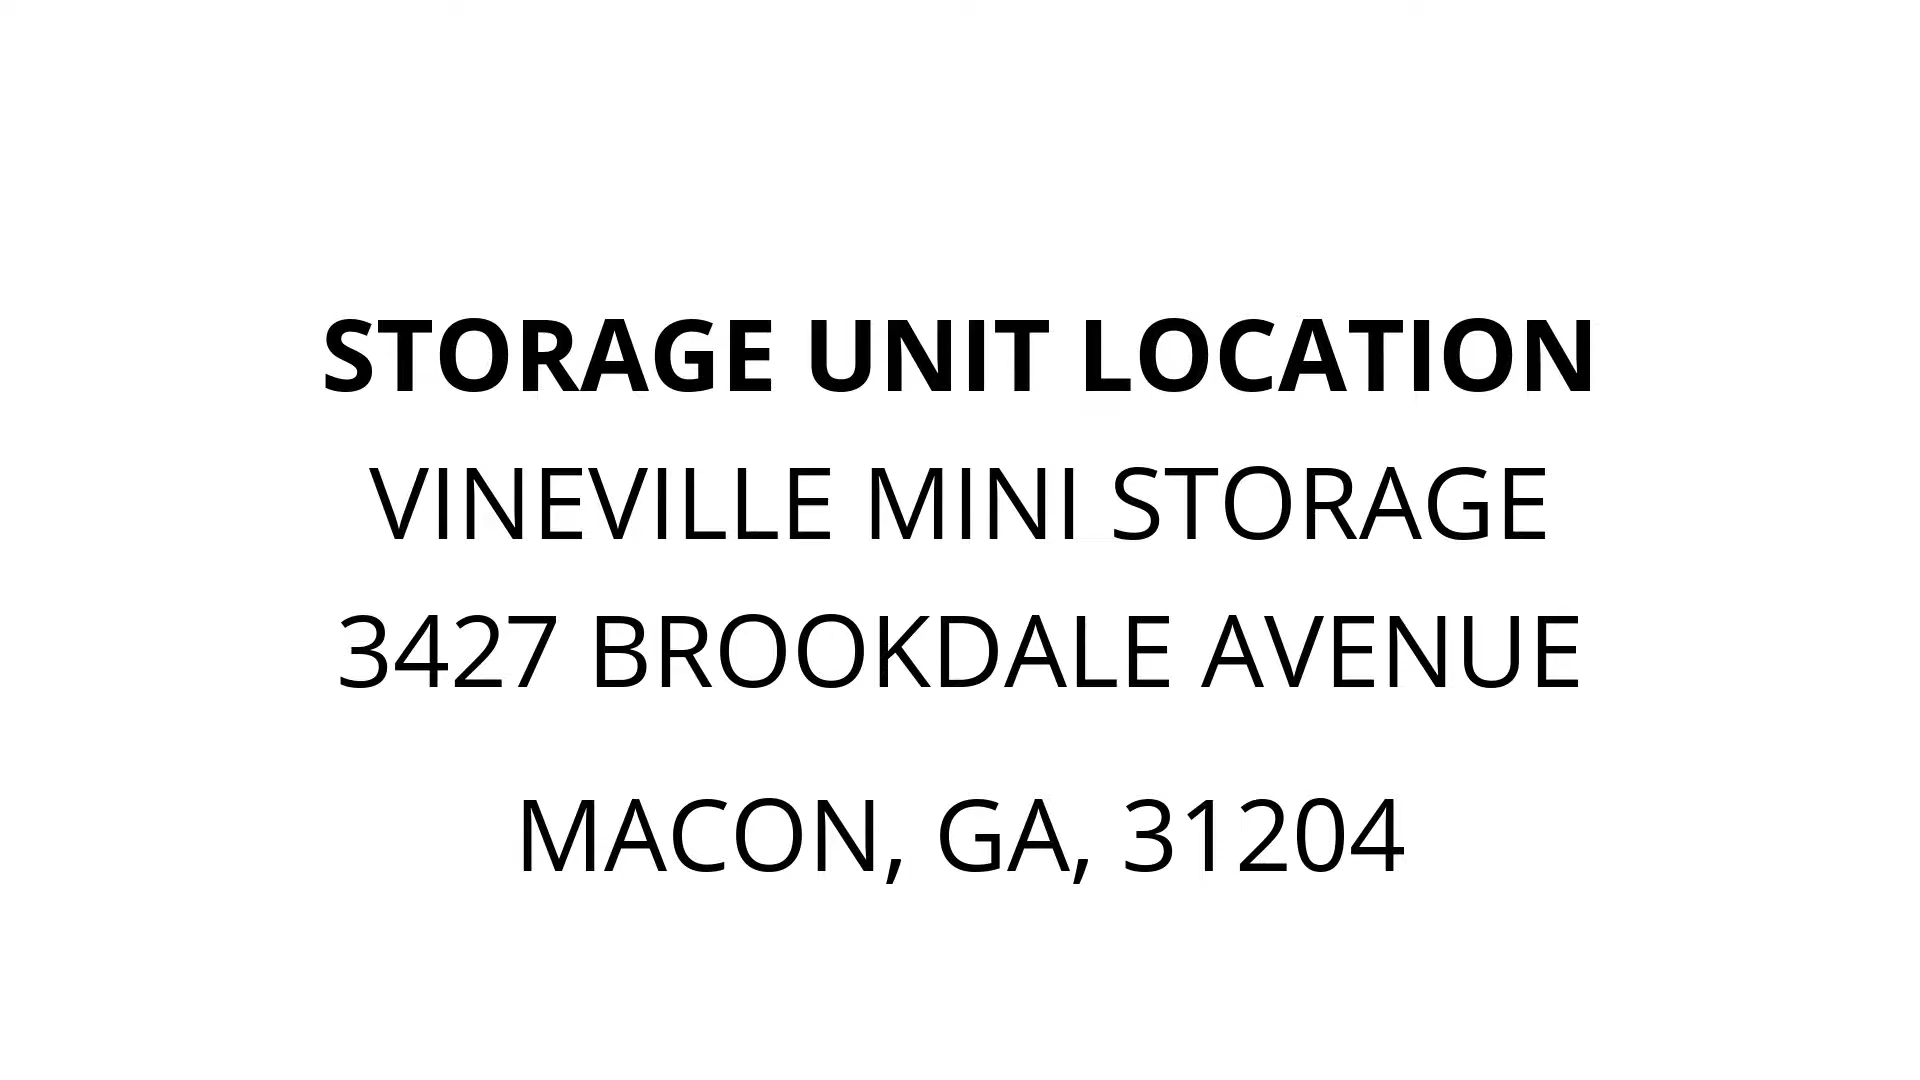 STORAGE UNIT LOCATION
VINEVILLE MINI STORAGE
3427 BROOKDALE AVENUE
MACON, GA, 31204